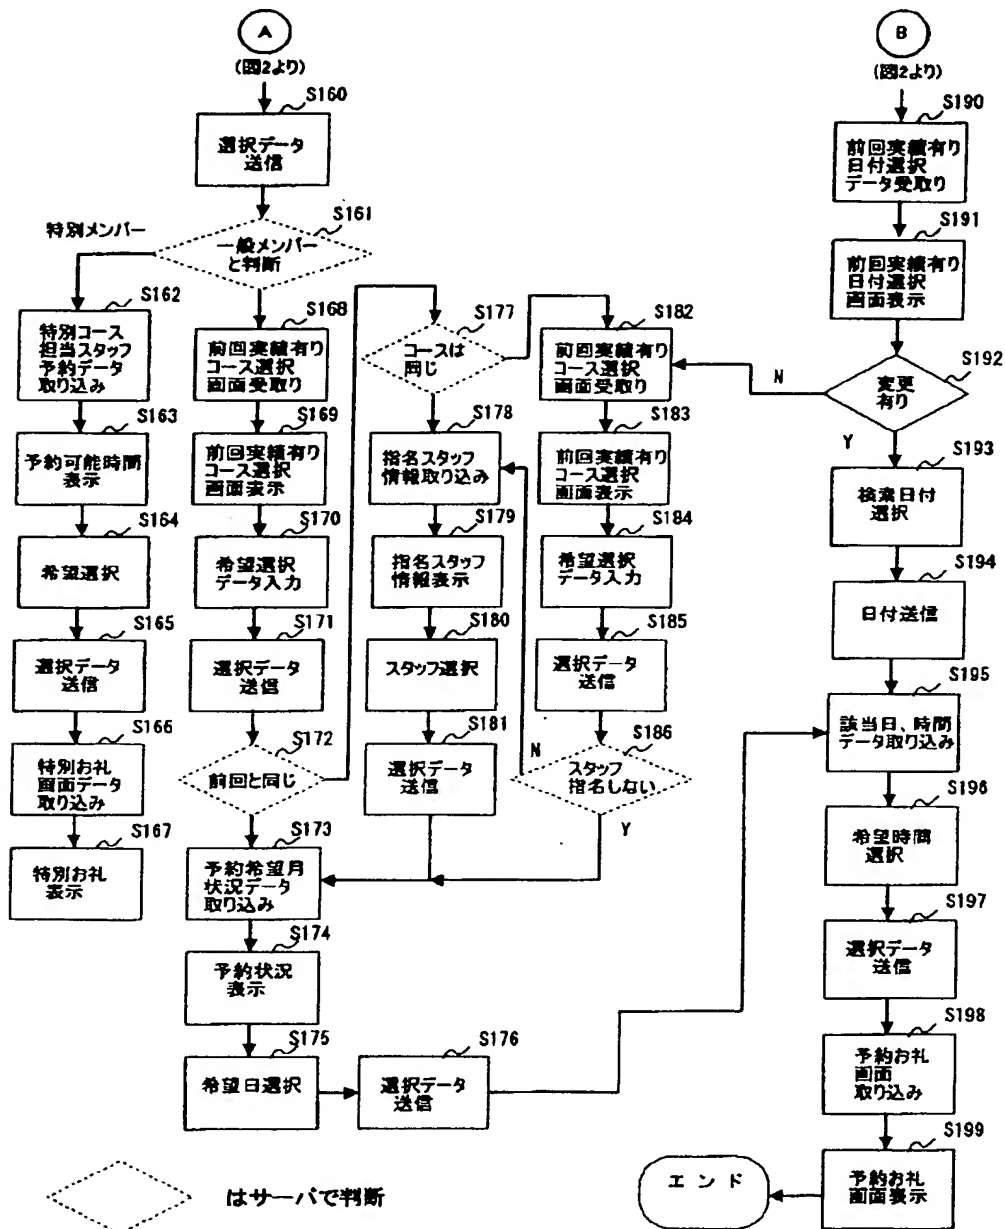 A
(図2より)
S160
選択データ
送信
S161
特別メンバー
一般メンバー
と判断
S162
特別コース
担当スタッフ
予約データ
取り込み
S163
予約可能時間
表示
S164
希望選択
S165
選択データ
送信
S166
特別お礼
画面データ
取り込み
S167
特別お礼
表示
S168
前回実績有り
コース選択
画面受取り
S169
前回実績有り
コース選択
画面表示
S170
希望選択
データ入力
S171
選択データ
送信
S172
前回と同じ
S173
予約希望月
状況データ
取り込み
S174
予約状況
表示
S175
希望日選択
S176
選択データ
送信
S177
コースは
同じ
S178
指名スタッフ
情報取り込み
S179
指名スタッフ
情報表示
S180
スタッフ選択
S181
選択データ
送信
S182
前回実績有り
コース選択
画面受取り
S183
前回実績有り
コース選択
画面表示
S184
希望選択
データ入力
S185
選択データ
送信
S186
スタッフ
指名しない
N
Y
B
(図2より)
S190
前回実績有り
日付選択
データ受取り
S191
前回実績有り
日付選択
画面表示
S192
変更
有り
N
Y
S193
検索日付
選択
S194
日付送信
S195
該当日、時間
データ取り込み
S196
希望時間
選択
S197
選択データ
送信
S198
予約お礼
画面
取り込み
S199
予約お礼
画面表示
エンド
はサーバで判断